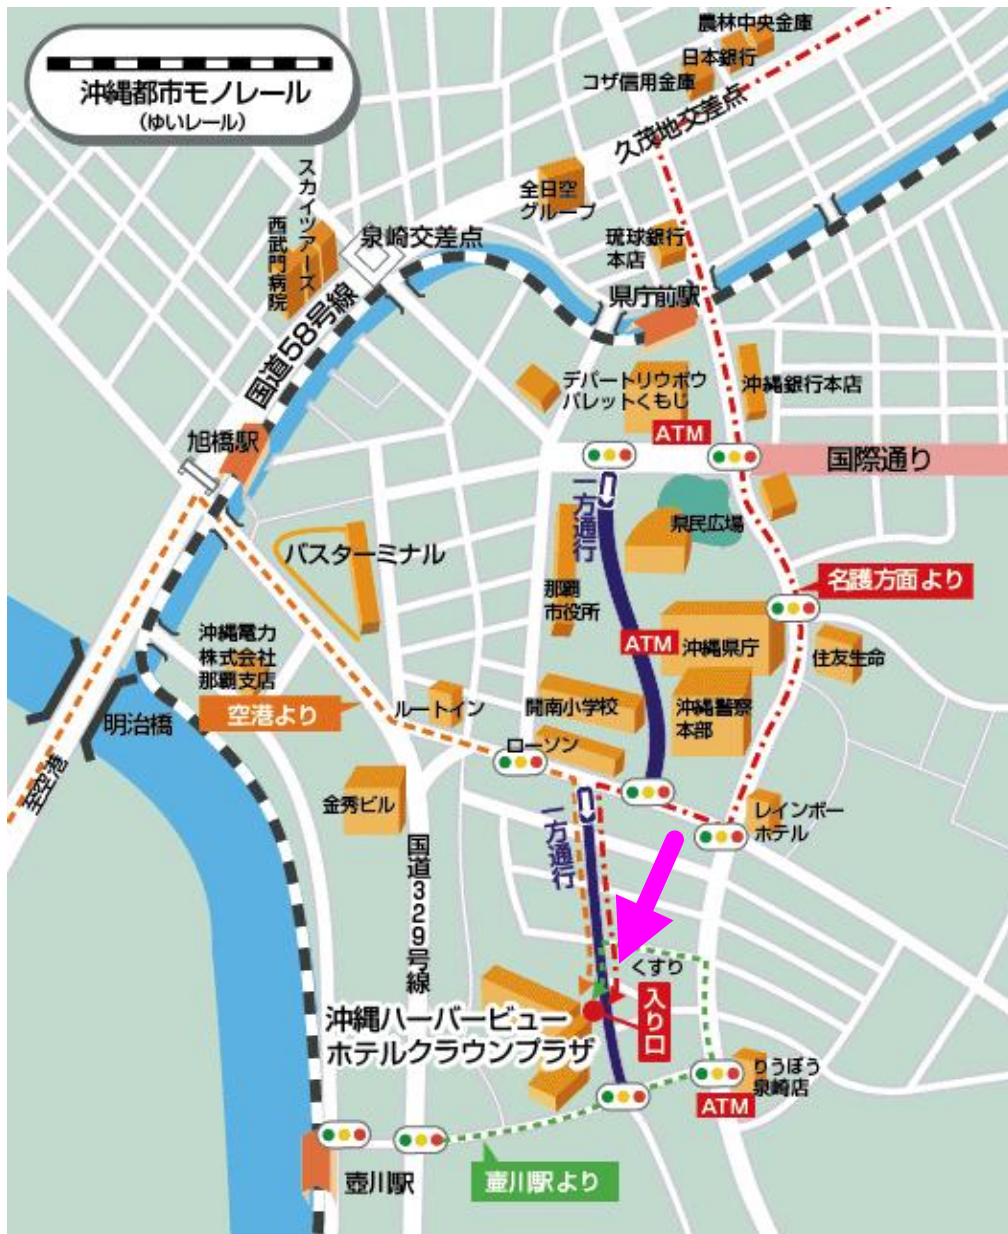 沖縄都市モノレール
(ゆいレール)
農林中央金庫
日本銀行
コザ信用金庫
久茂地交差点
スカイツアーズ
西武門病院
全日空
グループ
泉崎交差点
琉球銀行
本店
県庁前駅
国道58号線
デパートリウボウ
パレットくもじ
沖縄銀行本店
ATM
旭橋駅
国際通り
一方通行
県民広場
バスターミナル
那覇
市役所
名護方面より
ATM
沖縄県庁
住友生命
沖縄電力
株式会社
那覇支店
空港より
ルートイン
開南小学校
沖縄警察
本部
明治橋
ローソン
至空港
金秀ビル
一方通行
レインボー
ホテル
国道329号線
くすり
入り口
沖縄ハーバービュー
ホテルクラウンプラザ
りうぼう
泉崎店
ATM
壺川駅
壷川駅より